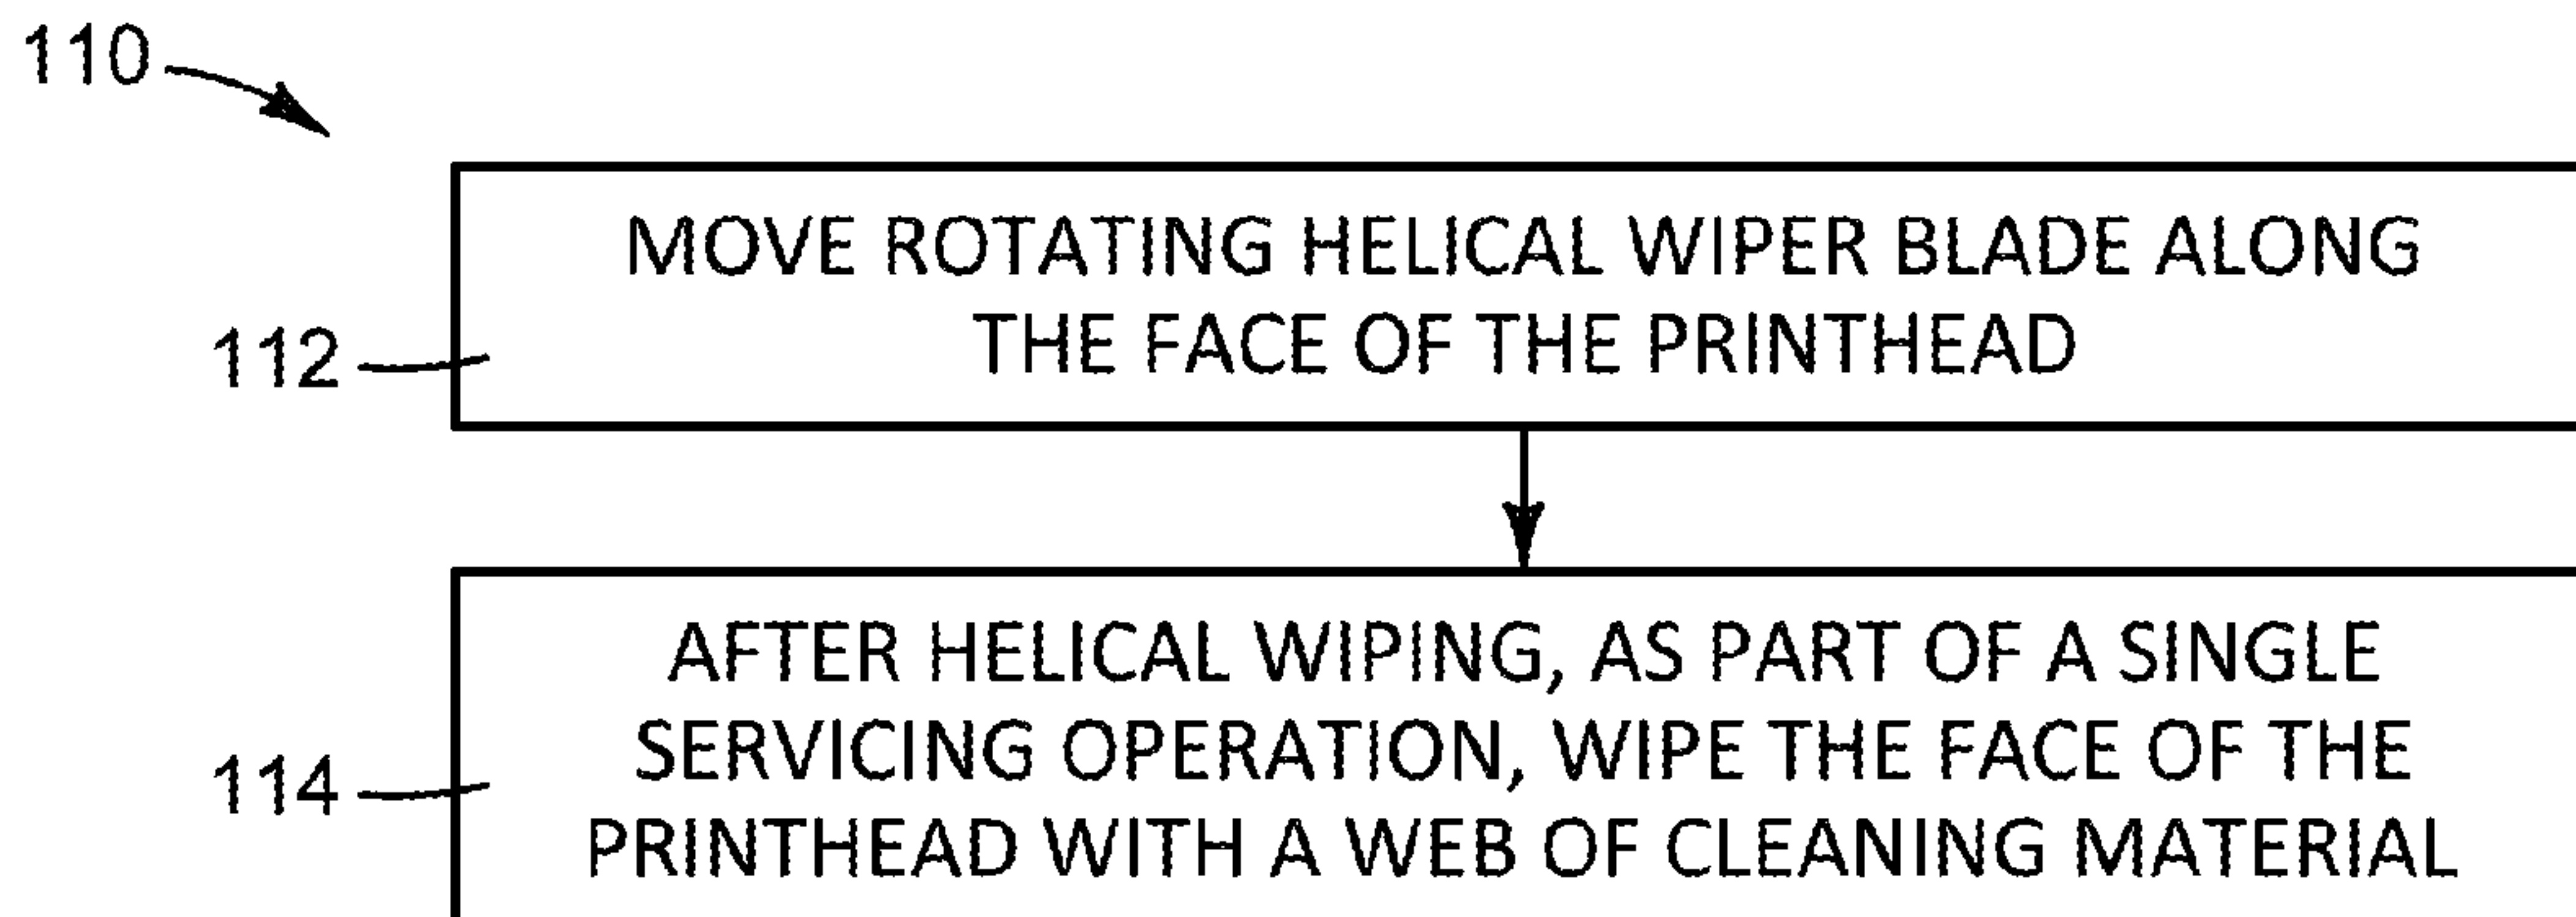 110
MOVE ROTATING HELICAL WIPER BLADE ALONG
THE FACE OF THE PRINTHEAD
112
AFTER HELICAL WIPING, AS PART OF A SINGLE
SERVICING OPERATION, WIPE THE FACE OF THE
114
PRINTHEAD WITH A WEB OF CLEANING MATERIAL